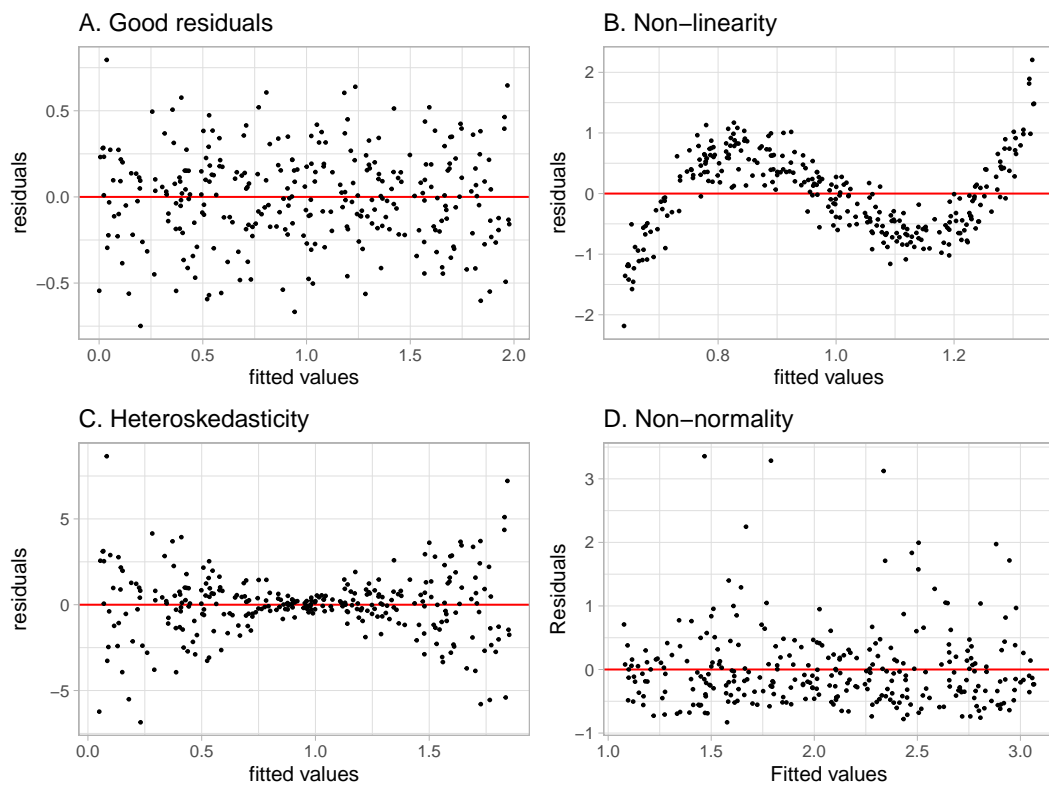 A. Good residuals
0.5
0.0
−0.5
residuals
0.0 0.5 1.0 1.5 2.0
fitted values
B. Non−linearity
2
1
0
−1
−2
residuals
0.8 1.0 1.2
fitted values
C. Heteroskedasticity
5
0
−5
residuals
0.0 0.5 1.0 1.5
fitted values
D. Non−normality
3
2
1
0
−1
Residuals
1.0 1.5 2.0 2.5 3.0
Fitted values